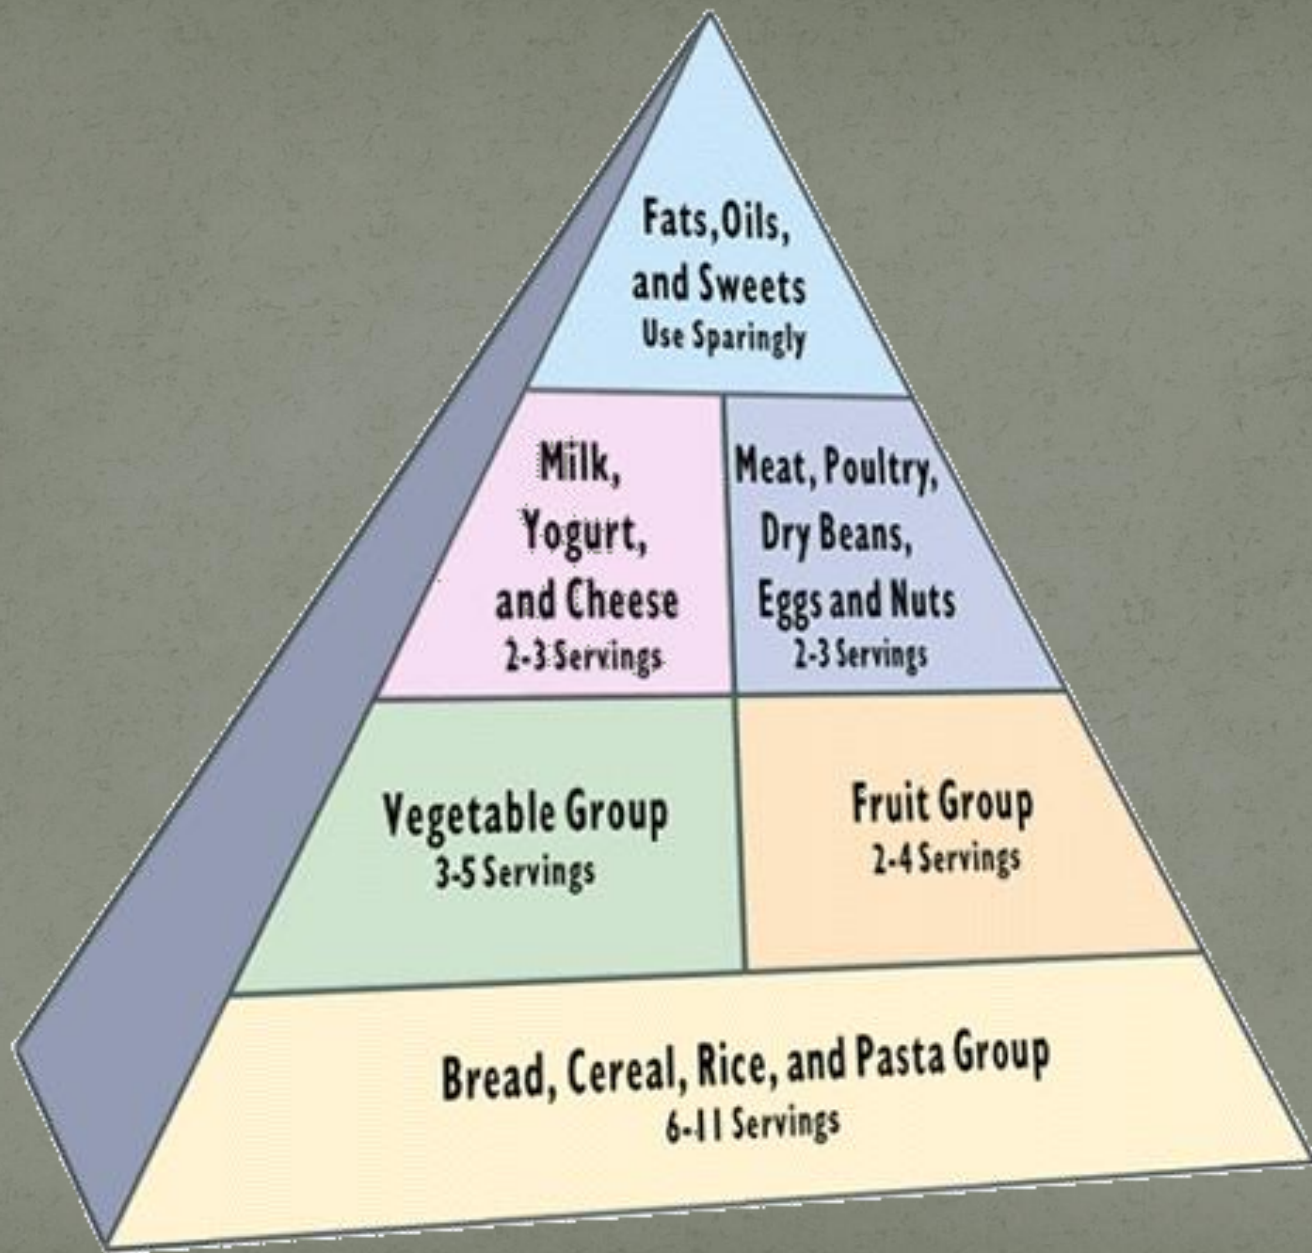 Fats, Oils,
and Sweets
Use Sparingly
Milk,
Yogurt,
and Cheese
2-3 Servings
Meat, Poultry,
Dry Beans,
Eggs and Nuts
2-3 Servings
Vegetable Group
3-5 Servings
Fruit Group
2-4 Servings
Bread, Cereal, Rice, and Pasta Group
6-11 Servings